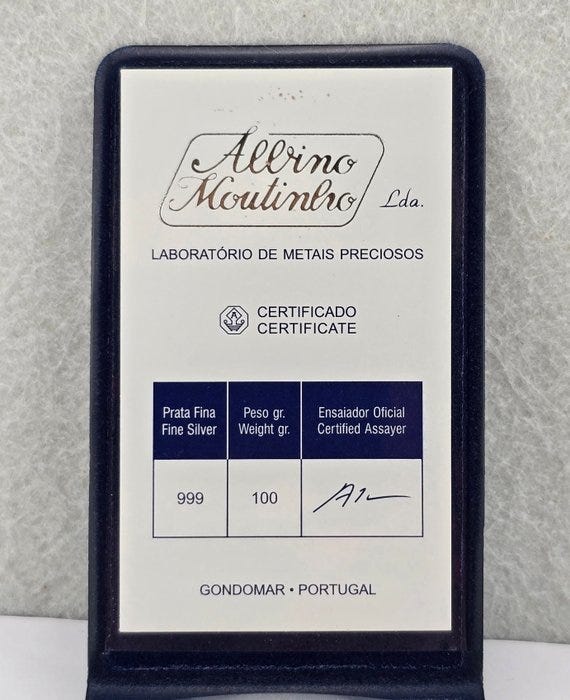 Albino
Moutinho Lda.
LABORATÓRIO DE METAIS PRECIOSOS
CERTIFICADO
CERTIFICATE
Prata Fina
Fine Silver
Peso gr.
Weight gr.
Ensaiador Oficial
Certified Assayer
999
100
GONDOMAR • PORTUGAL